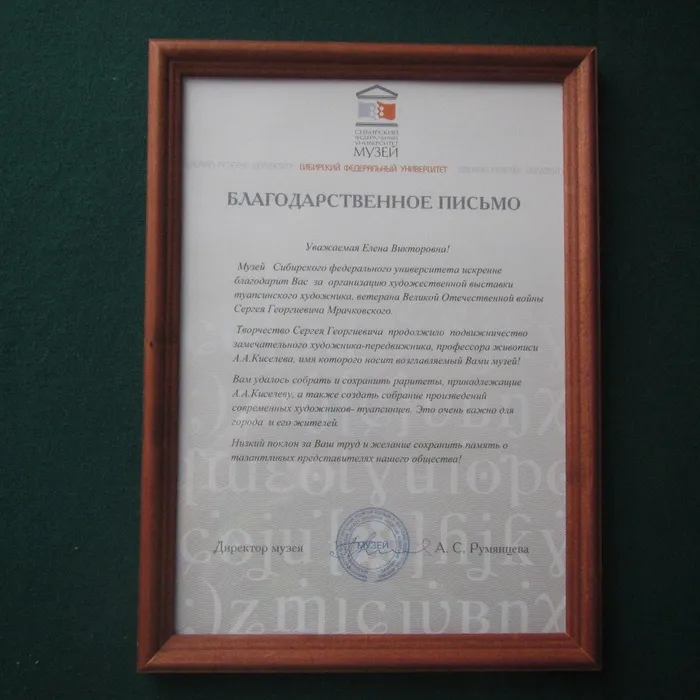 СИБИРСКИЙ
ФЕДЕРАЛЬНЫЙ
УНИВЕРСИТЕТ
МУЗЕЙ
СИБИРСКИЙ ФЕДЕРАЛЬНЫЙ УНИВЕРСИТЕТ
БЛАГОДАРСТВЕННОЕ ПИСЬМО
Уважаемая Елена Викторовна!
Музей Сибирского федерального университета искренне
благодарит Вас за организацию художественной выставки
туапсинского художника, ветерана Великой Отечественной войны
Сергея Георгиевича Мрачковского.
Творчество Сергея Георгиевича продолжило подвижничество
замечательного художника-передвижника, профессора живописи
А.А.Киселева, имя которого носит возглавляемый Вами музей!
Вам удалось собрать и сохранить раритеты, принадлежащие
А.А.Киселеву, а также создать собрание произведений
современных художников- туапсинцев. Это очень важно для
города и его жителей.
Низкий поклон за Ваш труд и желание сохранить память о
талантливых представителях нашего общества!
Директор музея МУЗЕЙ А. С. Румянцева